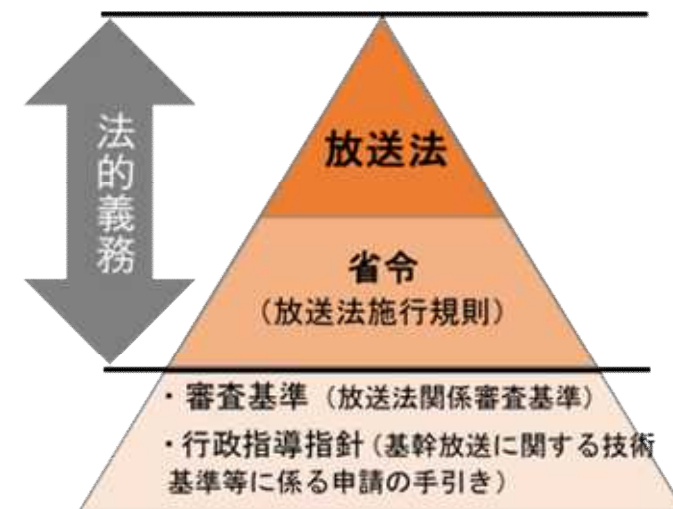 法的義務
放送法
省令
（放送法施行規則）
・審査基準（放送法関係審査基準）
・行政指導指針（基幹放送に関する技術
基準等に係る申請の手引き）